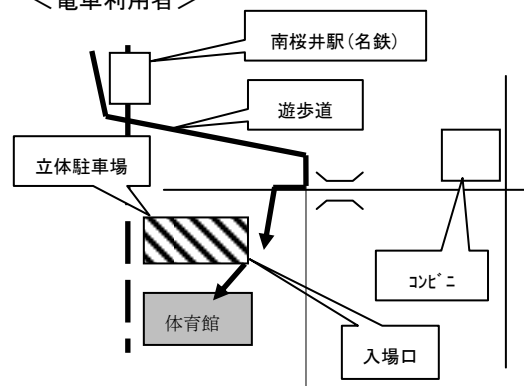 ＜電車利用者＞
南桜井駅(名鉄)
遊歩道
立体駐車場
ｺﾝﾋﾞﾆ
体育館
入場口